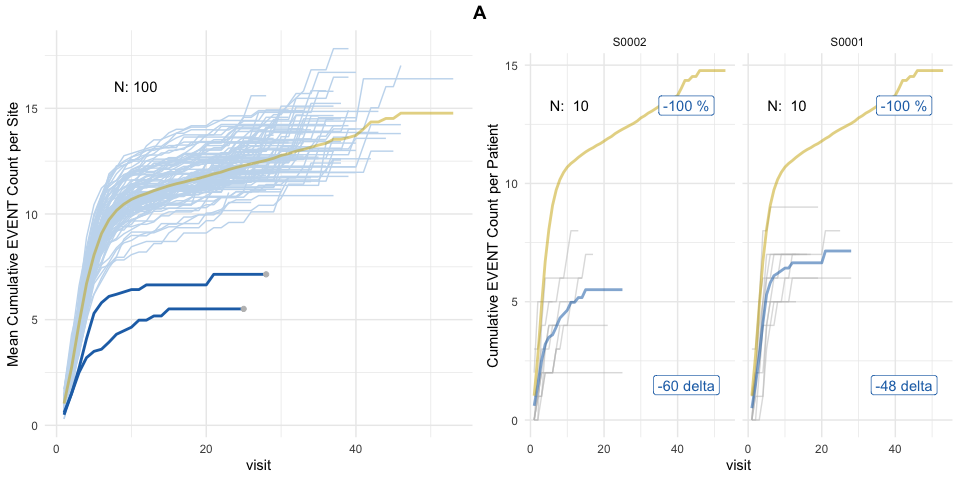 A
Mean Cumulative EVENT Count per Site
15
10
5
0
N: 100
0
20
40
visit
Cumulative EVENT Count per Patient
S0002
S0001
15
10
5
0
N: 10
-100 %
-60 delta
N: 10
-100 %
-48 delta
0
20
40
0
20
40
visit